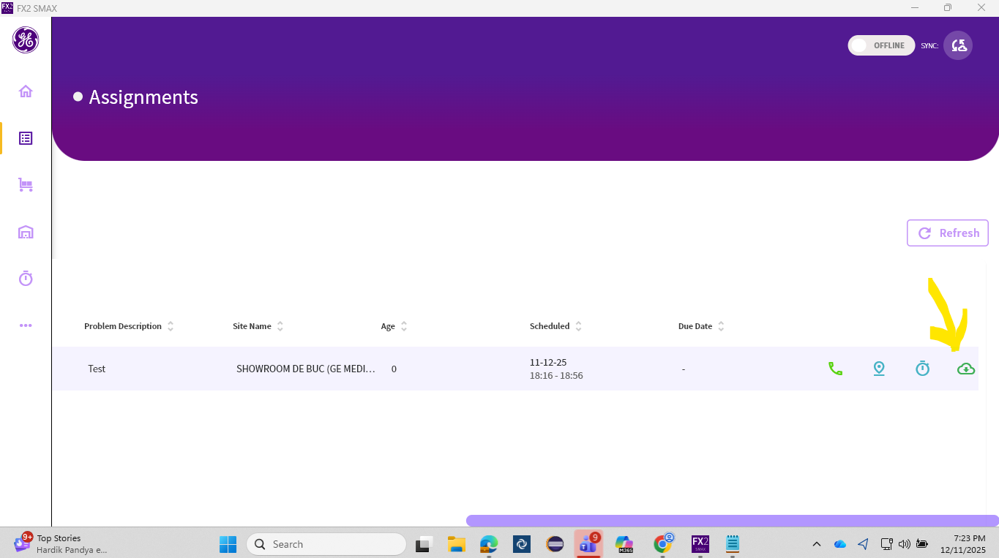 FX2 SMAX
OFFLINE
SYNC:
Assignments
Refresh
Problem Description
Site Name
Age
Scheduled
Due Date
Test
SHOWROOM DE BUC (GE MEDI...
0
11-12-25
18:16 - 18:56
-
9+
Top Stories
Hardik Pandya e...
Search
9
M365
FX2
SMAX
7:23 PM
12/11/2025